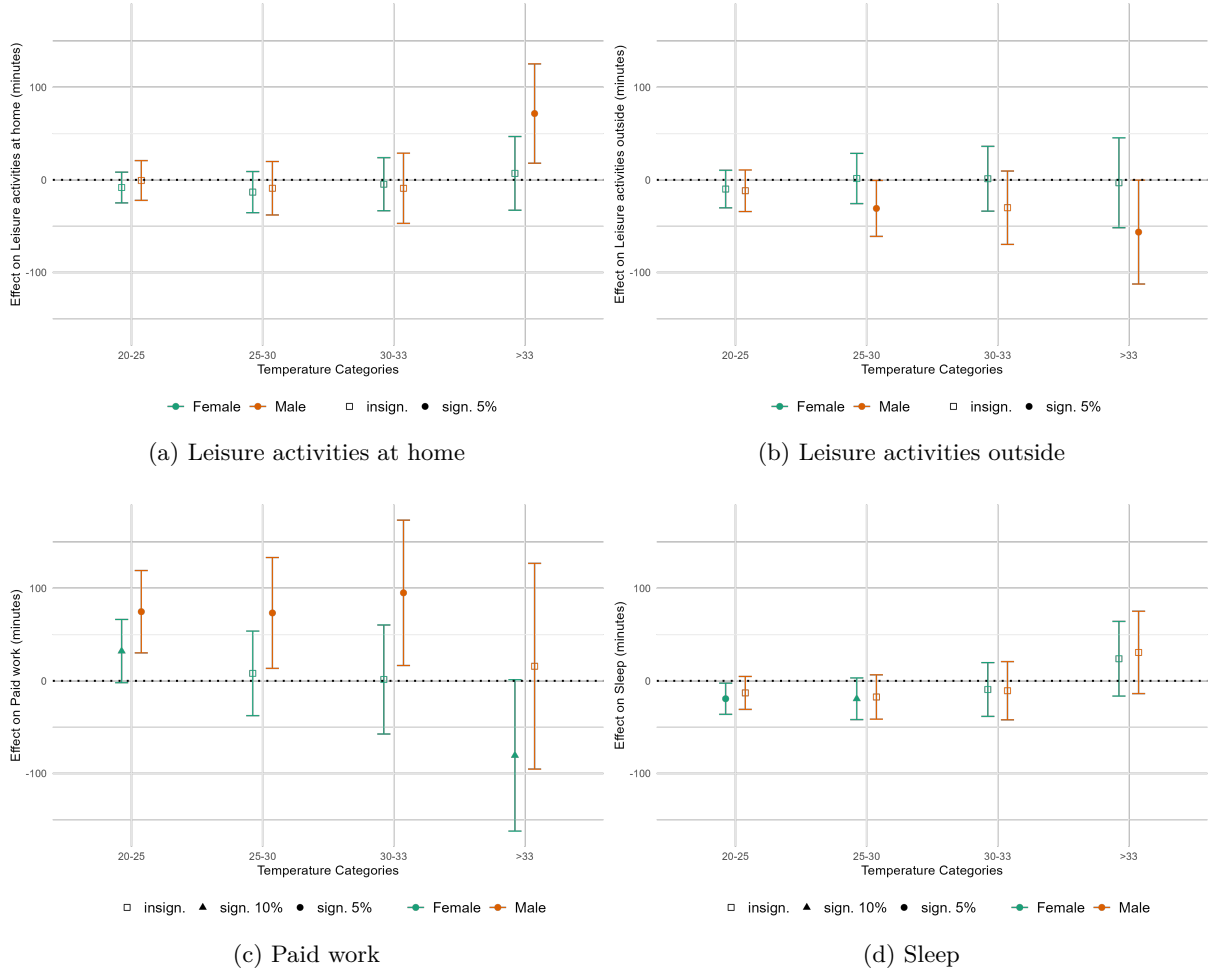 Effect on Leisure activities at home (minutes)
100
0
-100
20-25 25-30 30-33 >33
Temperature Categories
Female Male insign. sign. 5%
(a) Leisure activities at home
Effect on Leisure activities outside (minutes)
100
0
-100
20-25 25-30 30-33 >33
Temperature Categories
Female Male insign. sign. 5%
(b) Leisure activities outside
Effect on Paid work (minutes)
100
0
-100
20-25 25-30 30-33 >33
Temperature Categories
insign. sign. 10% sign. 5% Female Male
(c) Paid work
Effect on Sleep (minutes)
100
0
-100
20-25 25-30 30-33 >33
Temperature Categories
insign. sign. 10% sign. 5% Female Male
(d) Sleep